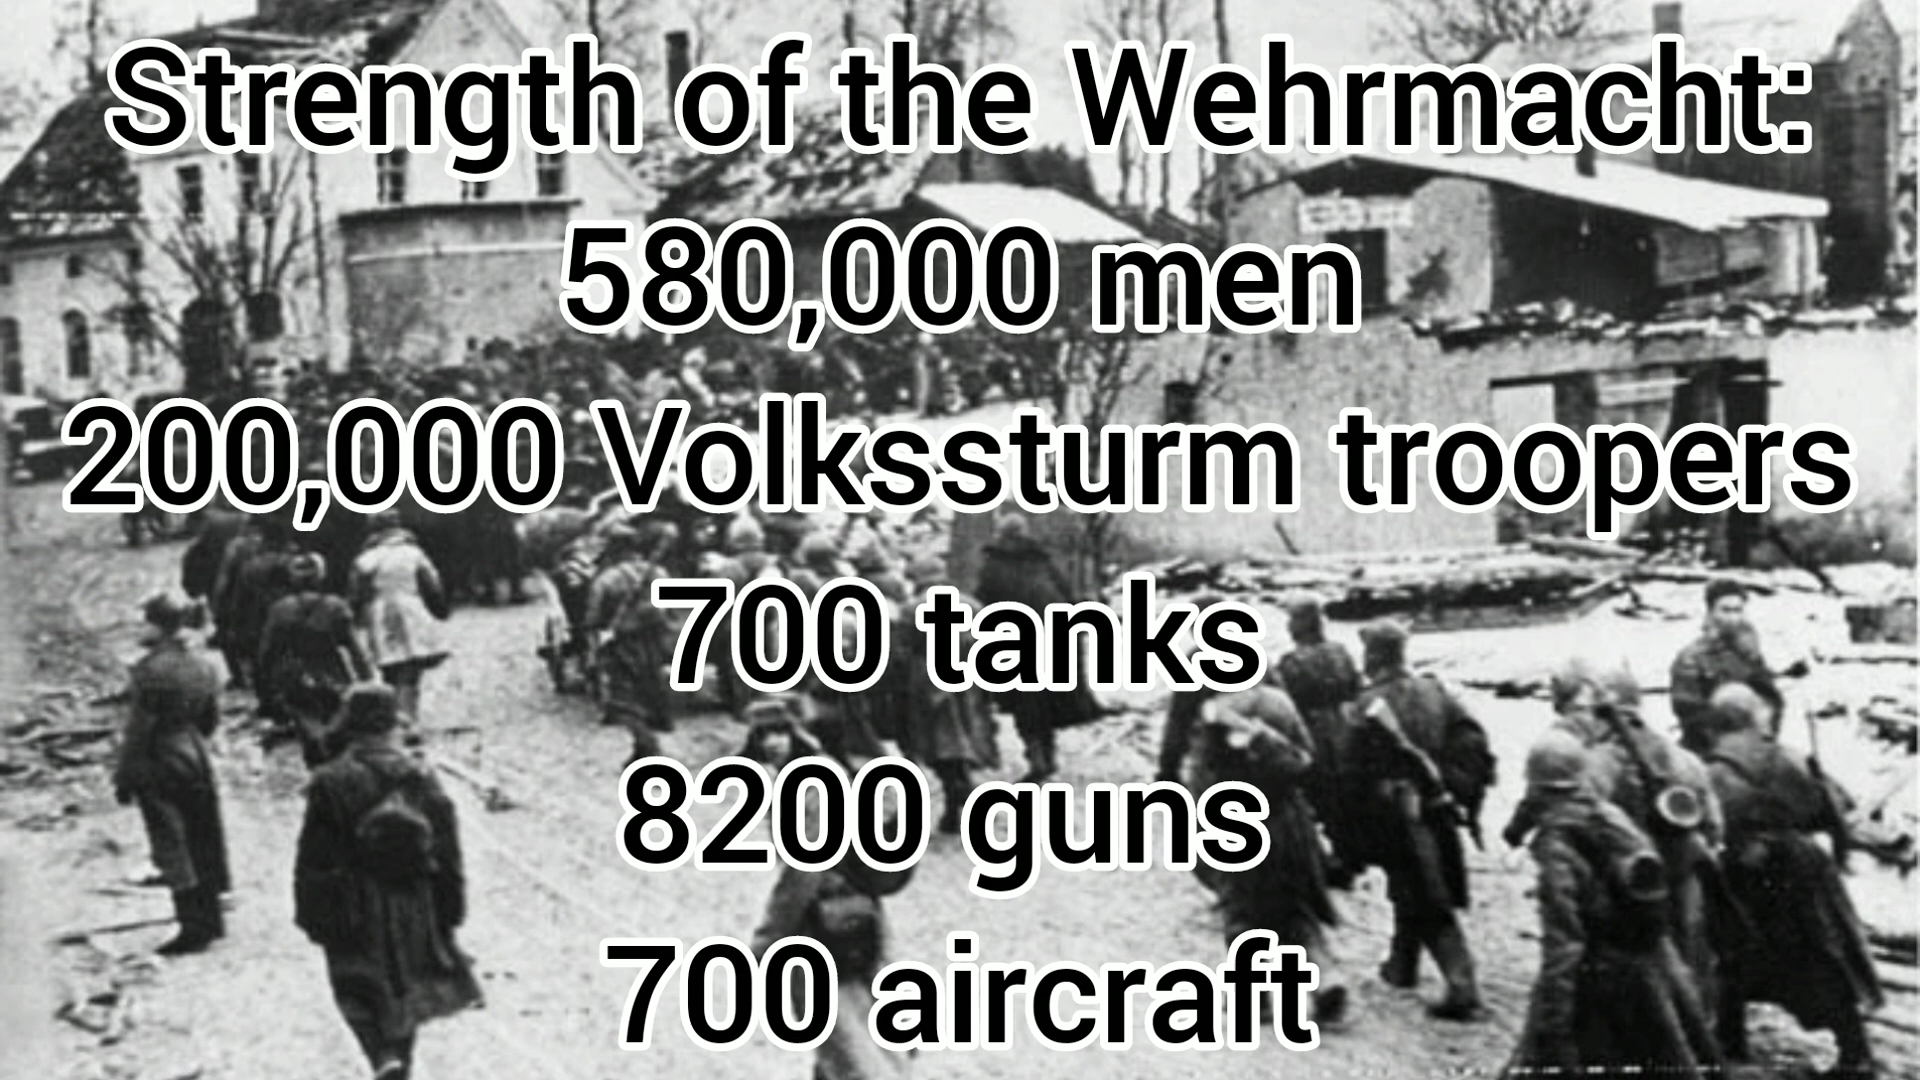 Strength of the Wehrmacht:
580,000 men
200,000 Volkssturm troopers
700 tanks
8200 guns
700 aircraft